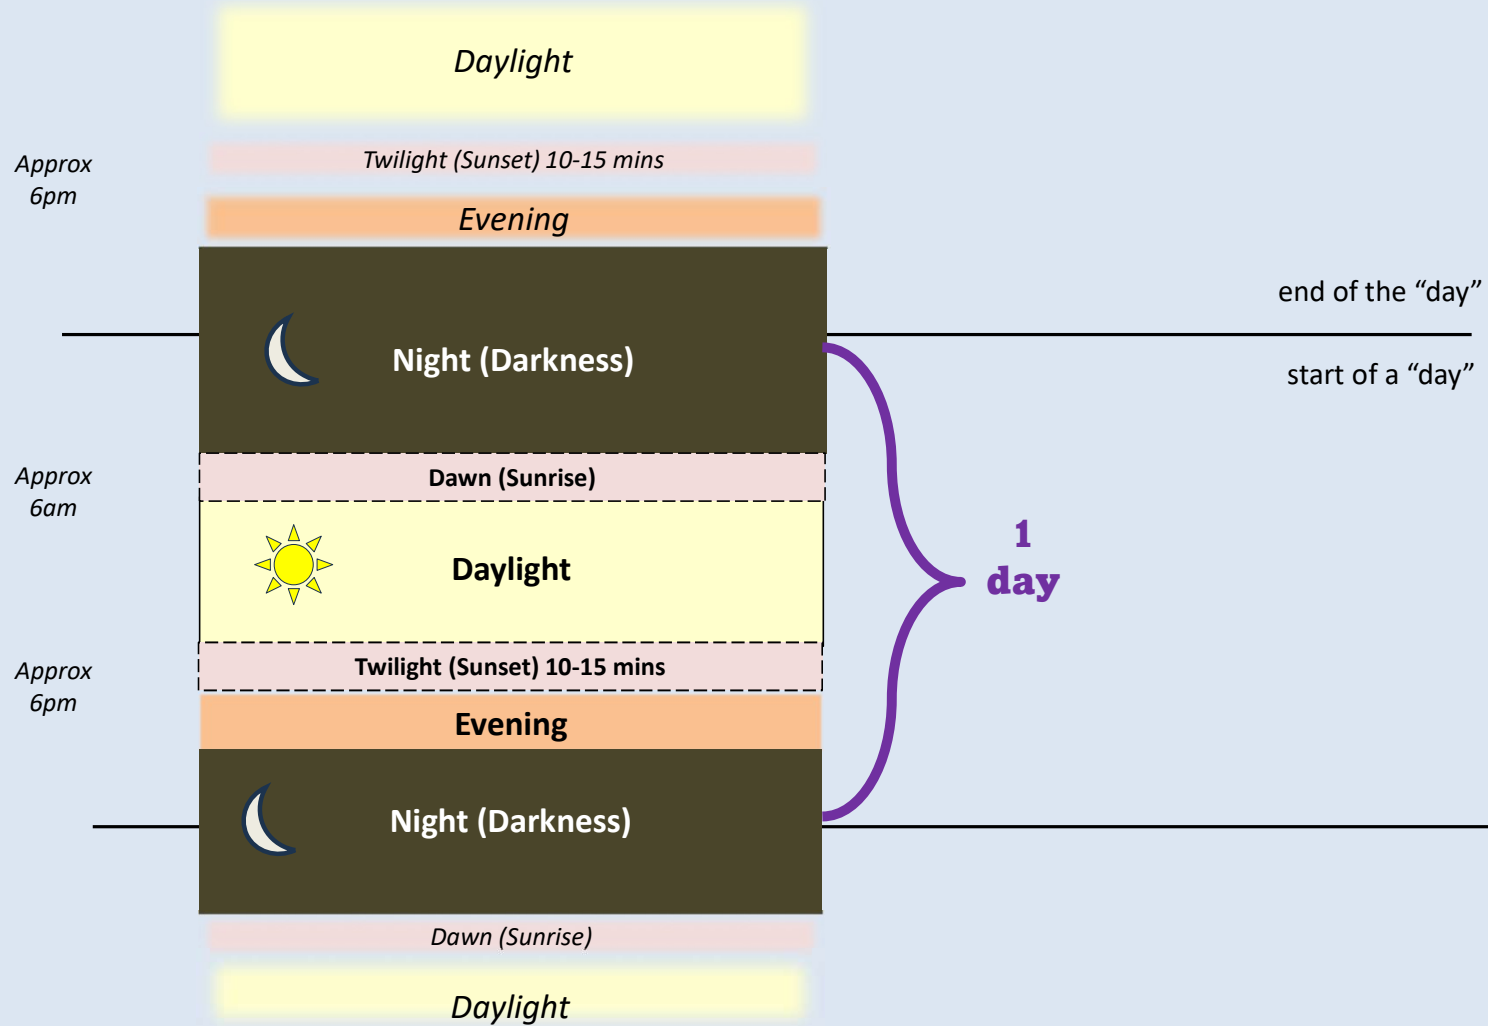 Daylight
Approx
6pm
Twilight (Sunset) 10-15 mins
Evening
end of the “day”
Night (Darkness)
start of a “day”
Approx
6am
Dawn (Sunrise)
Daylight
1
day
Approx
6pm
Twilight (Sunset) 10-15 mins
Evening
Night (Darkness)
Dawn (Sunrise)
Daylight